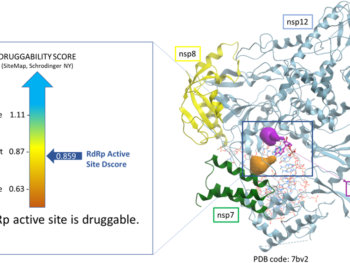 DRUGGABILITY SCORE
(SiteMap, Schrodinger NY)
1.11
0.87
0.859
RdRp Active
Site Dscore
0.63
active site is druggable.
nsp8
nsp12
nsp7
PDB code: 7bv2